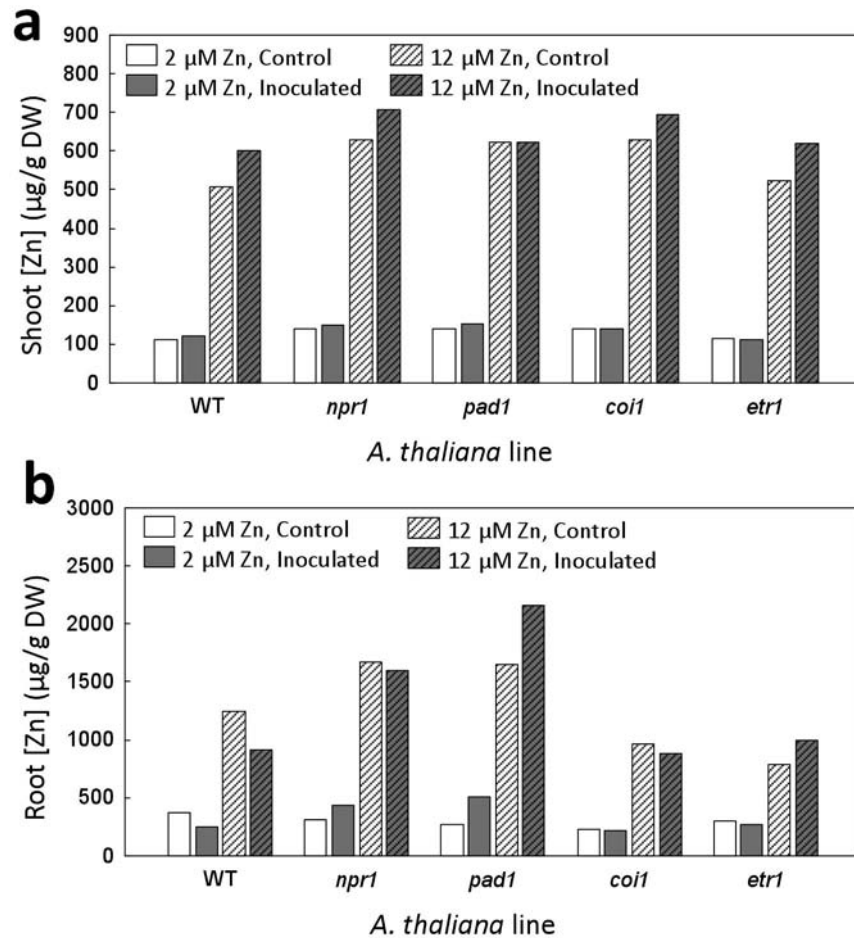 a
Shoot [Zn] (µg/g DW)
900
800
700
600
500
400
300
200
100
0
2 µM Zn, Control
12 µM Zn, Control
2 µM Zn, Inoculated
12 µM Zn, Inoculated
WT npr1 pad1 coi1 etr1
A. thaliana line
b
Root [Zn] (µg/g DW)
3000
2500
2000
1500
1000
500
0
2 µM Zn, Control
12 µM Zn, Control
2 µM Zn, Inoculated
12 µM Zn, Inoculated
WT npr1 pad1 coi1 etr1
A. thaliana line